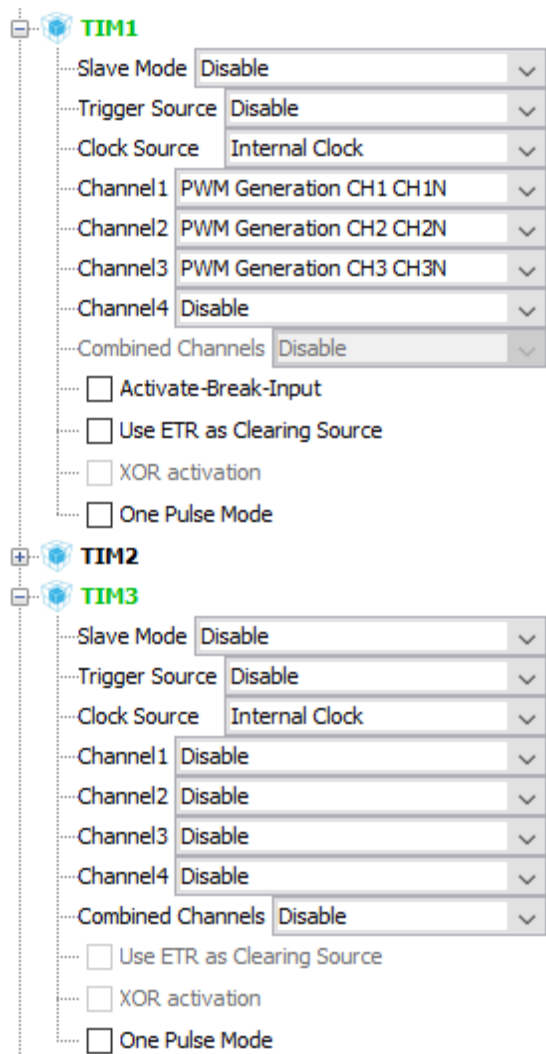 TIM1
Slave Mode Disable
Trigger Source Disable
Clock Source Internal Clock
Channel1 PWM Generation CH1 CH1N
Channel2 PWM Generation CH2 CH2N
Channel3 PWM Generation CH3 CH3N
Channel4 Disable
Combined Channels Disable
Activate-Break-Input
Use ETR as Clearing Source
XOR activation
One Pulse Mode
TIM2
TIM3
Slave Mode Disable
Trigger Source Disable
Clock Source Internal Clock
Channel1 Disable
Channel2 Disable
Channel3 Disable
Channel4 Disable
Combined Channels Disable
Use ETR as Clearing Source
XOR activation
One Pulse Mode